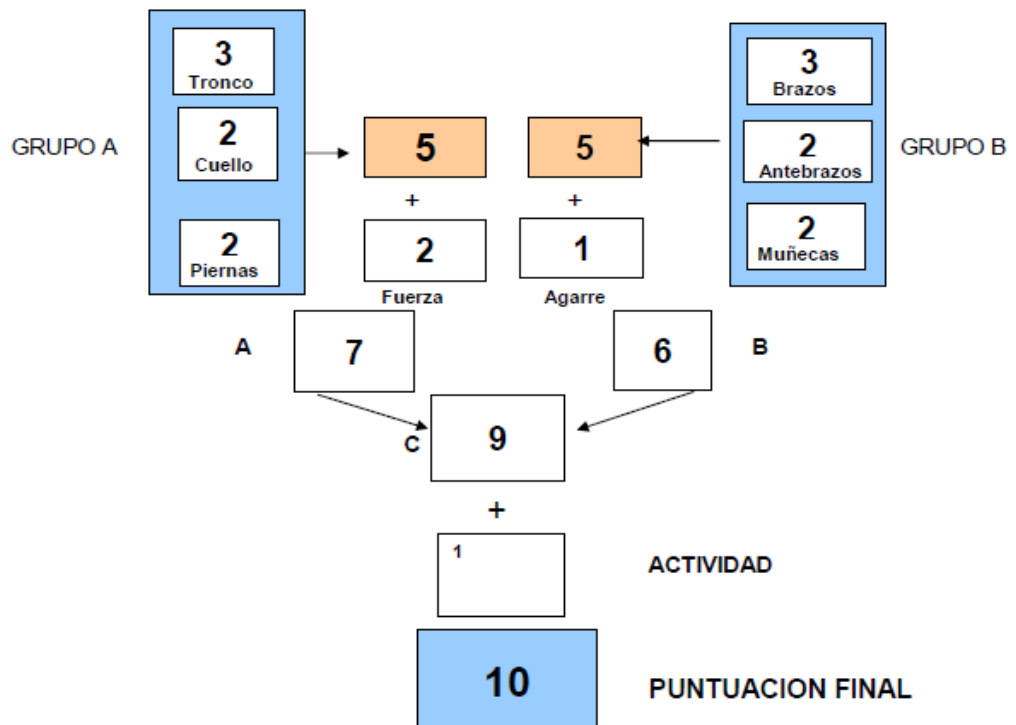 3
Tronco
2
Cuello
2
Piernas
GRUPO A
5
+
2
Fuerza
5
+
1
Agarre
3
Brazos
2
Antebrazos
2
Muñecas
GRUPO B
A
7
6
B
C
9
+
1
ACTIVIDAD
10
PUNTUACION FINAL